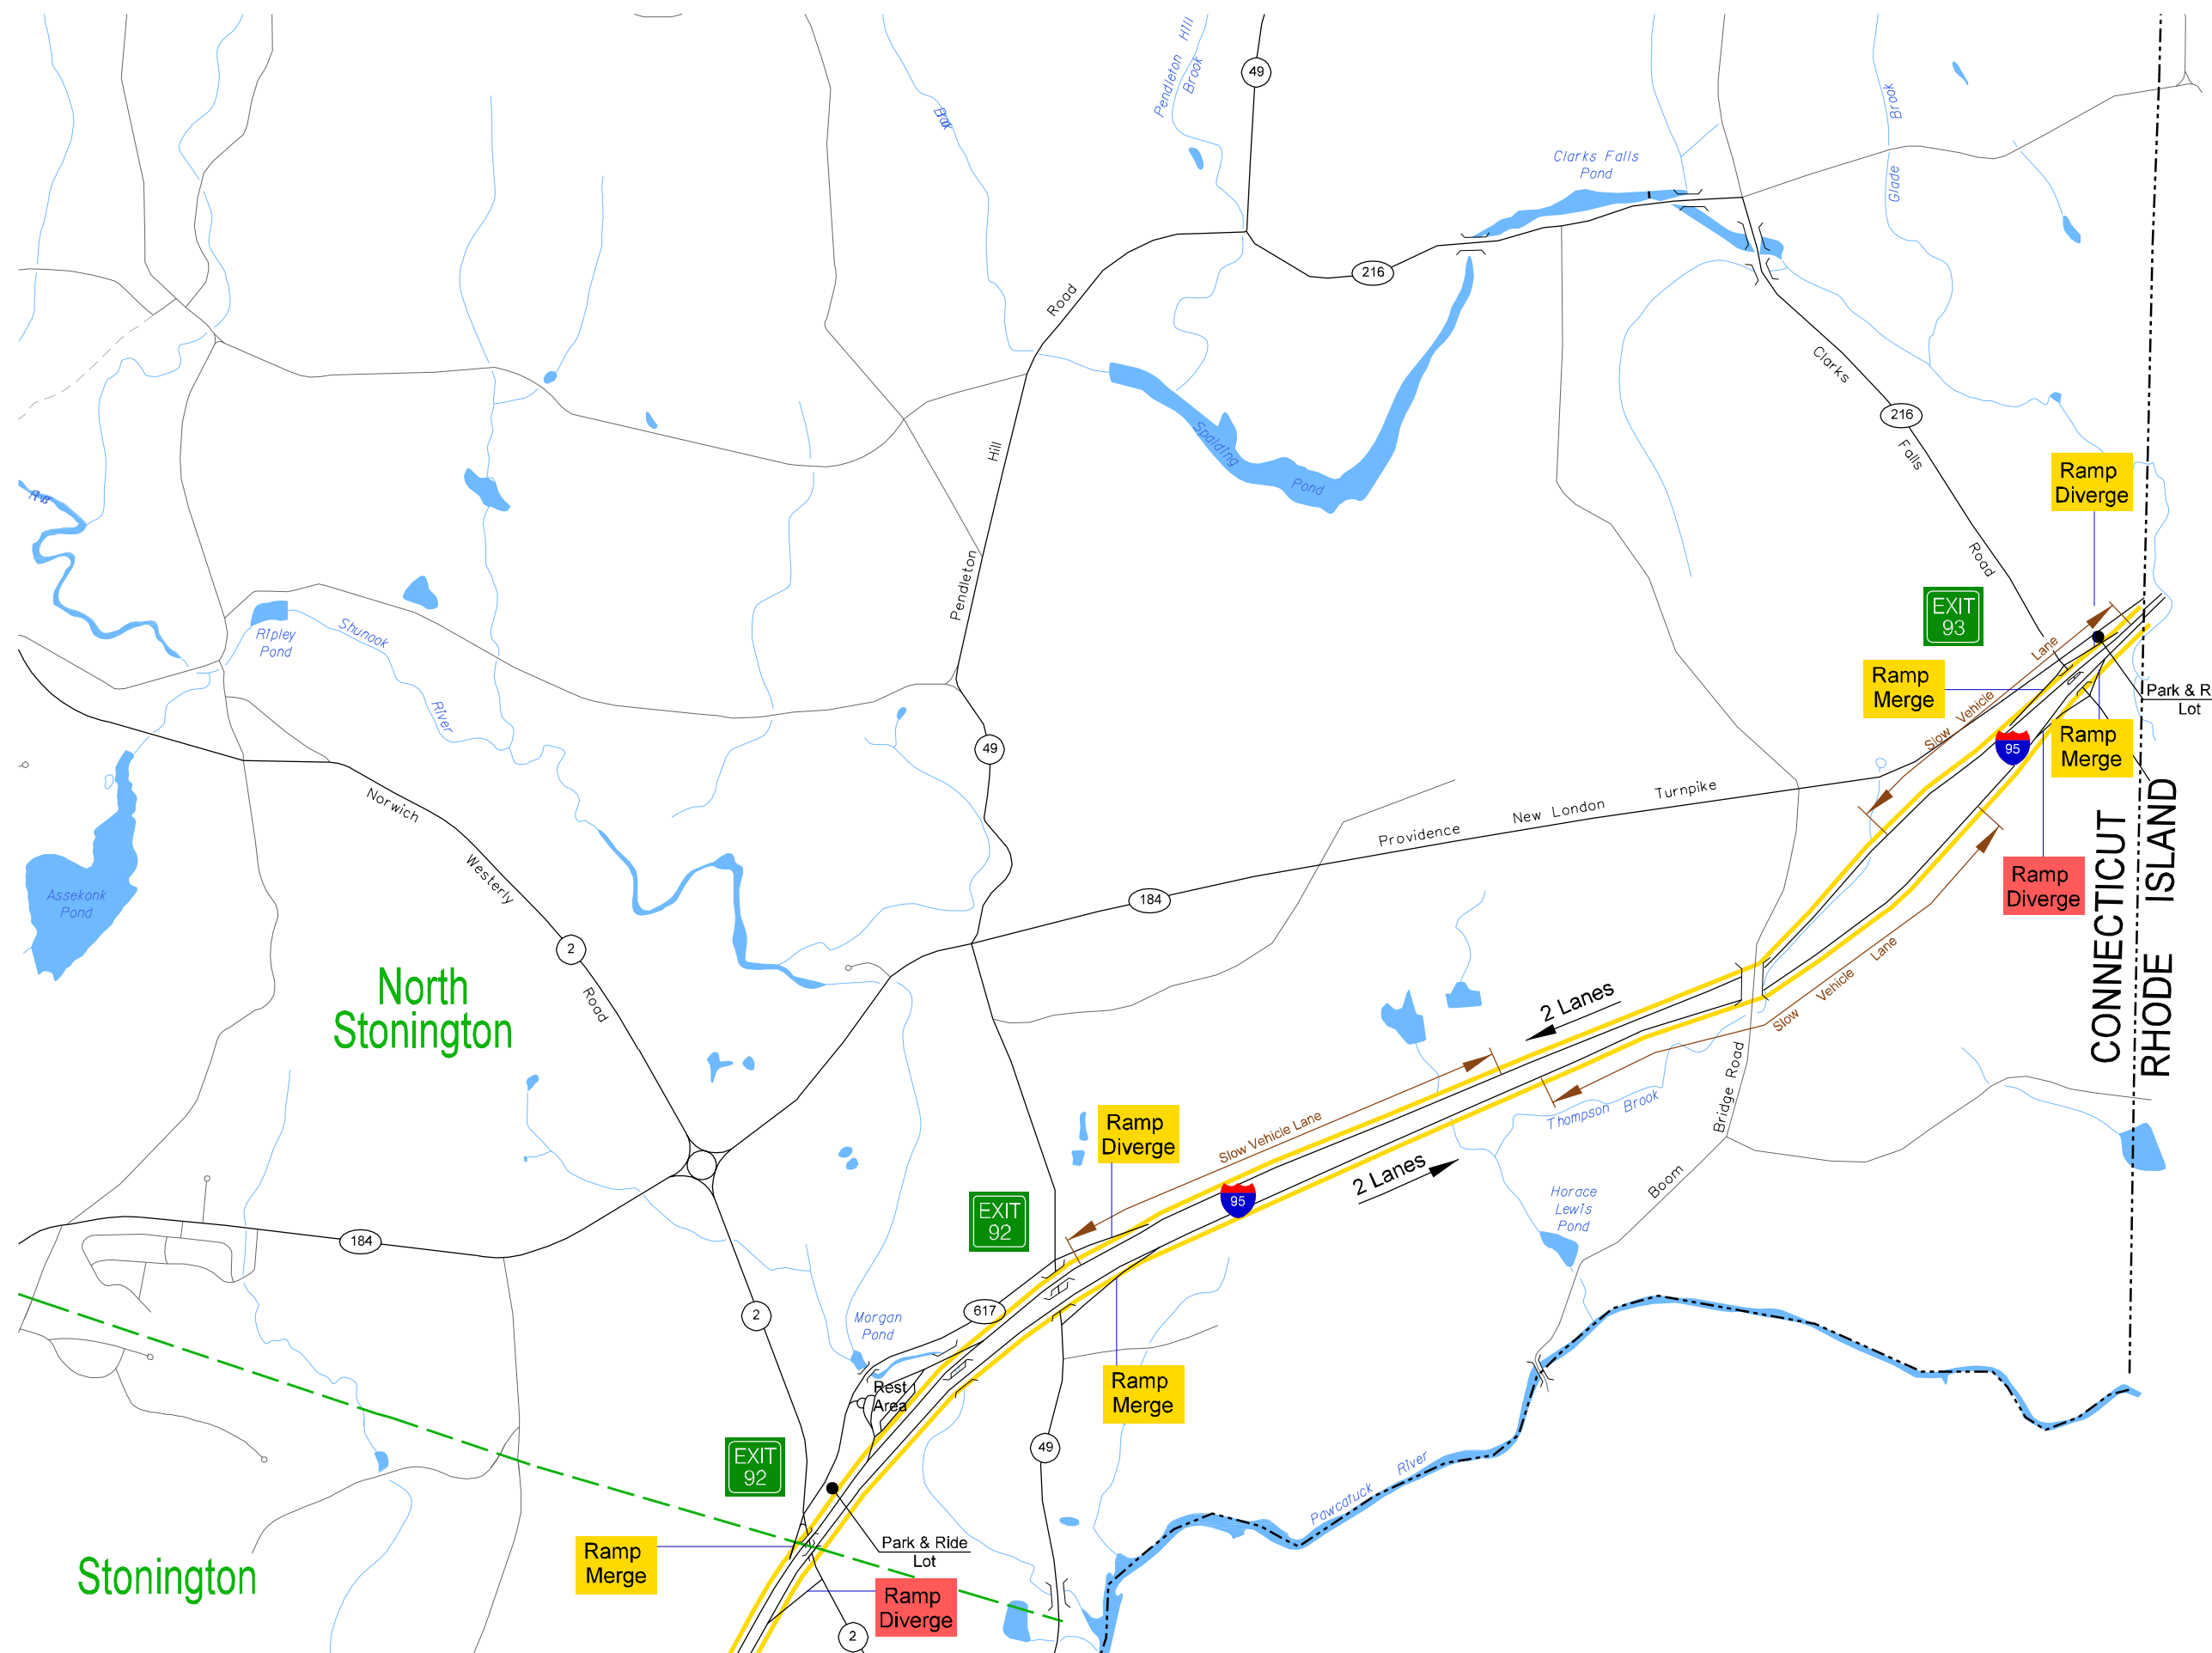 49
Pendleton Hill
Brook
Glade Brook
Clarks Falls
Pond
216
Road
Clarks
216
Falls
Road
Hill
Pendleton
Spalding
Pond
Ramp
Diverge
EXIT
93
Ramp
Merge
Slow Vehicle Lane
Park & R
Lot
95
Ramp
Merge
Ramp
Diverge
CONNECTICUT
RHODE ISLAND
Ripley
Pond
Shunook
River
49
Norwich
Westerly
2
Road
Assekonk
Pond
North
Stonington
Providence New London Turnpike
184
2 Lanes
Slow Vehicle Lane
Bridge Road
Boom
Thompson Brook
Slow Vehicle Lane
Ramp
Diverge
2 Lanes
95
EXIT
92
Horace
Lewis
Pond
184
2
617
Morgan
Pond
Rest
Area
Ramp
Merge
49
EXIT
92
Pawcatuck River
Park & Ride
Lot
Ramp
Merge
Ramp
Diverge
Stonington
2